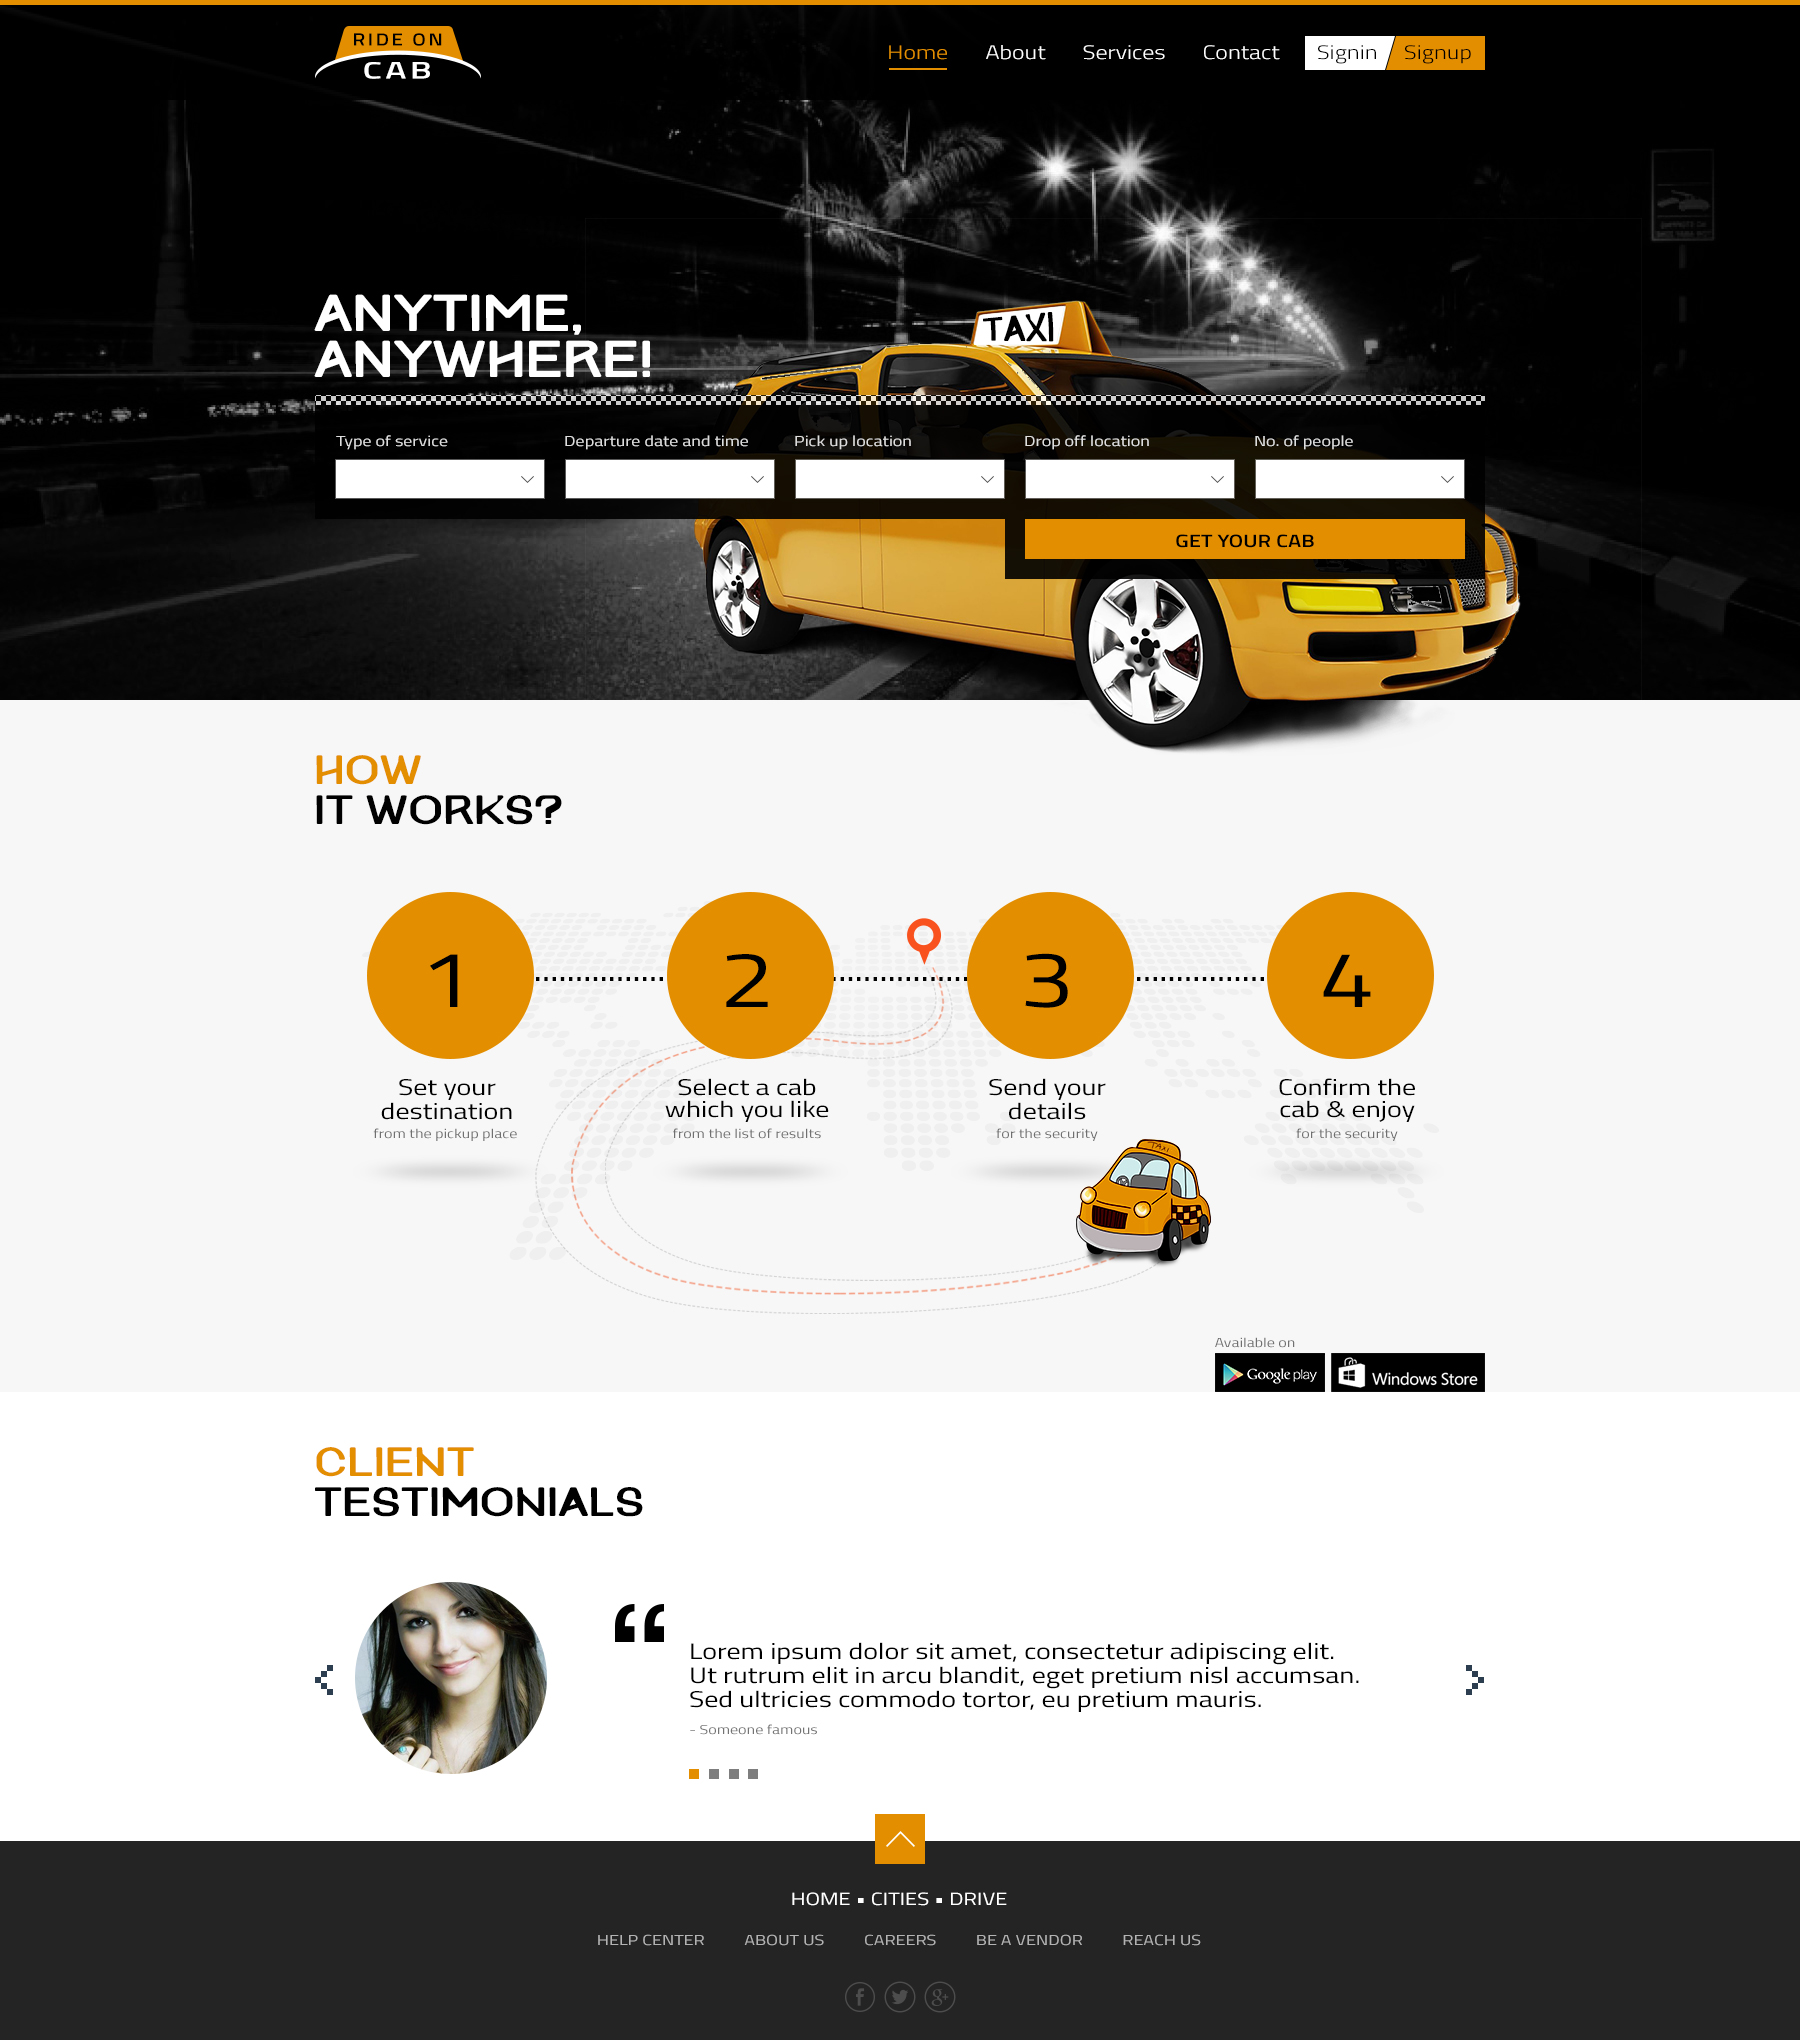 RIDE ON
CAB
Home About Services Contact Signin Signup
ANYTIME,
ANYWHERE!
TAXI
Type of service Departure date and time Pick up location Drop off location No. of people
GET YOUR CAB
HOW
IT WORKS?
1 2 3 4
Set your
destination
from the pickup place
Select a cab
which you like
from the list of results
Send your
details
for the security
Confirm the
cab & enjoy
for the security
TAXI
Available on
Google play
Windows Store
CLIENT
TESTIMONIALS
“
Lorem ipsum dolor sit amet, consectetur adipiscing elit.
Ut rutrum elit in arcu blandit, eget pretium nisl accumsan.
Sed ultricies commodo tortor, eu pretium mauris.
- Someone famous
HOME ▪ CITIES ▪ DRIVE
HELP CENTER ABOUT US CAREERS BE A VENDOR REACH US